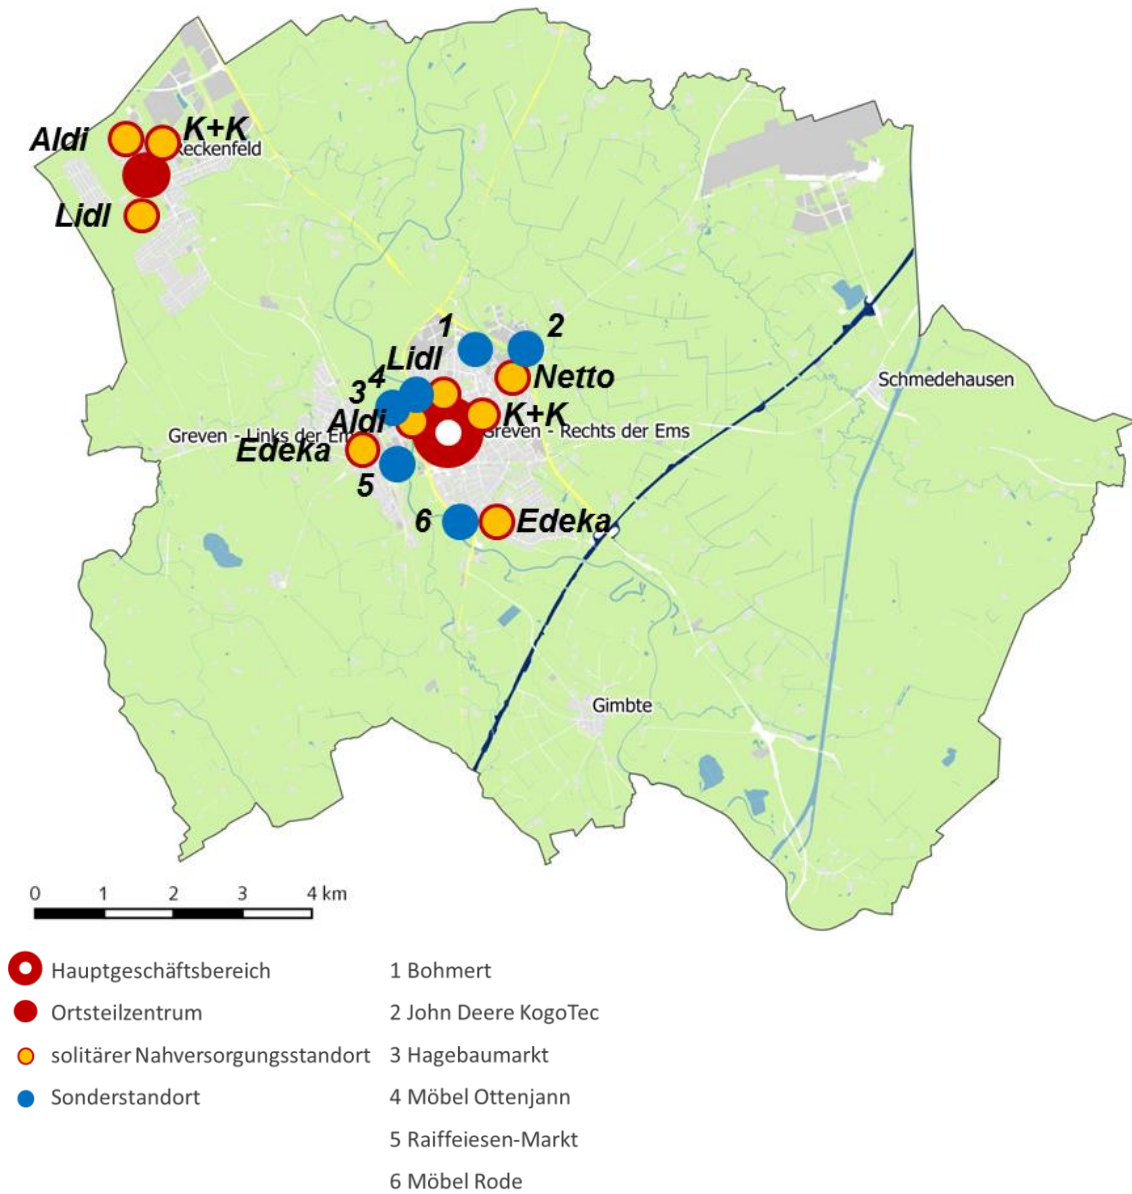 Aldi
K+K
Reckenfeld
Lidl
1
2
Lidl
4
3
Netto
Schmedehausen
Aldi
K+K
Greven - Links der Ems
Greven - Rechts der Ems
Edeka
5
6
Edeka
Gimbte
0 1 2 3 4 km
Hauptgeschäftsbereich
Ortsteilzentrum
solitärer Nahversorgungsstandort
Sonderstandort
1 Bohmert
2 John Deere KogoTec
3 Hagebaumarkt
4 Möbel Ottenjann
5 Raiffeiesen-Markt
6 Möbel Rode